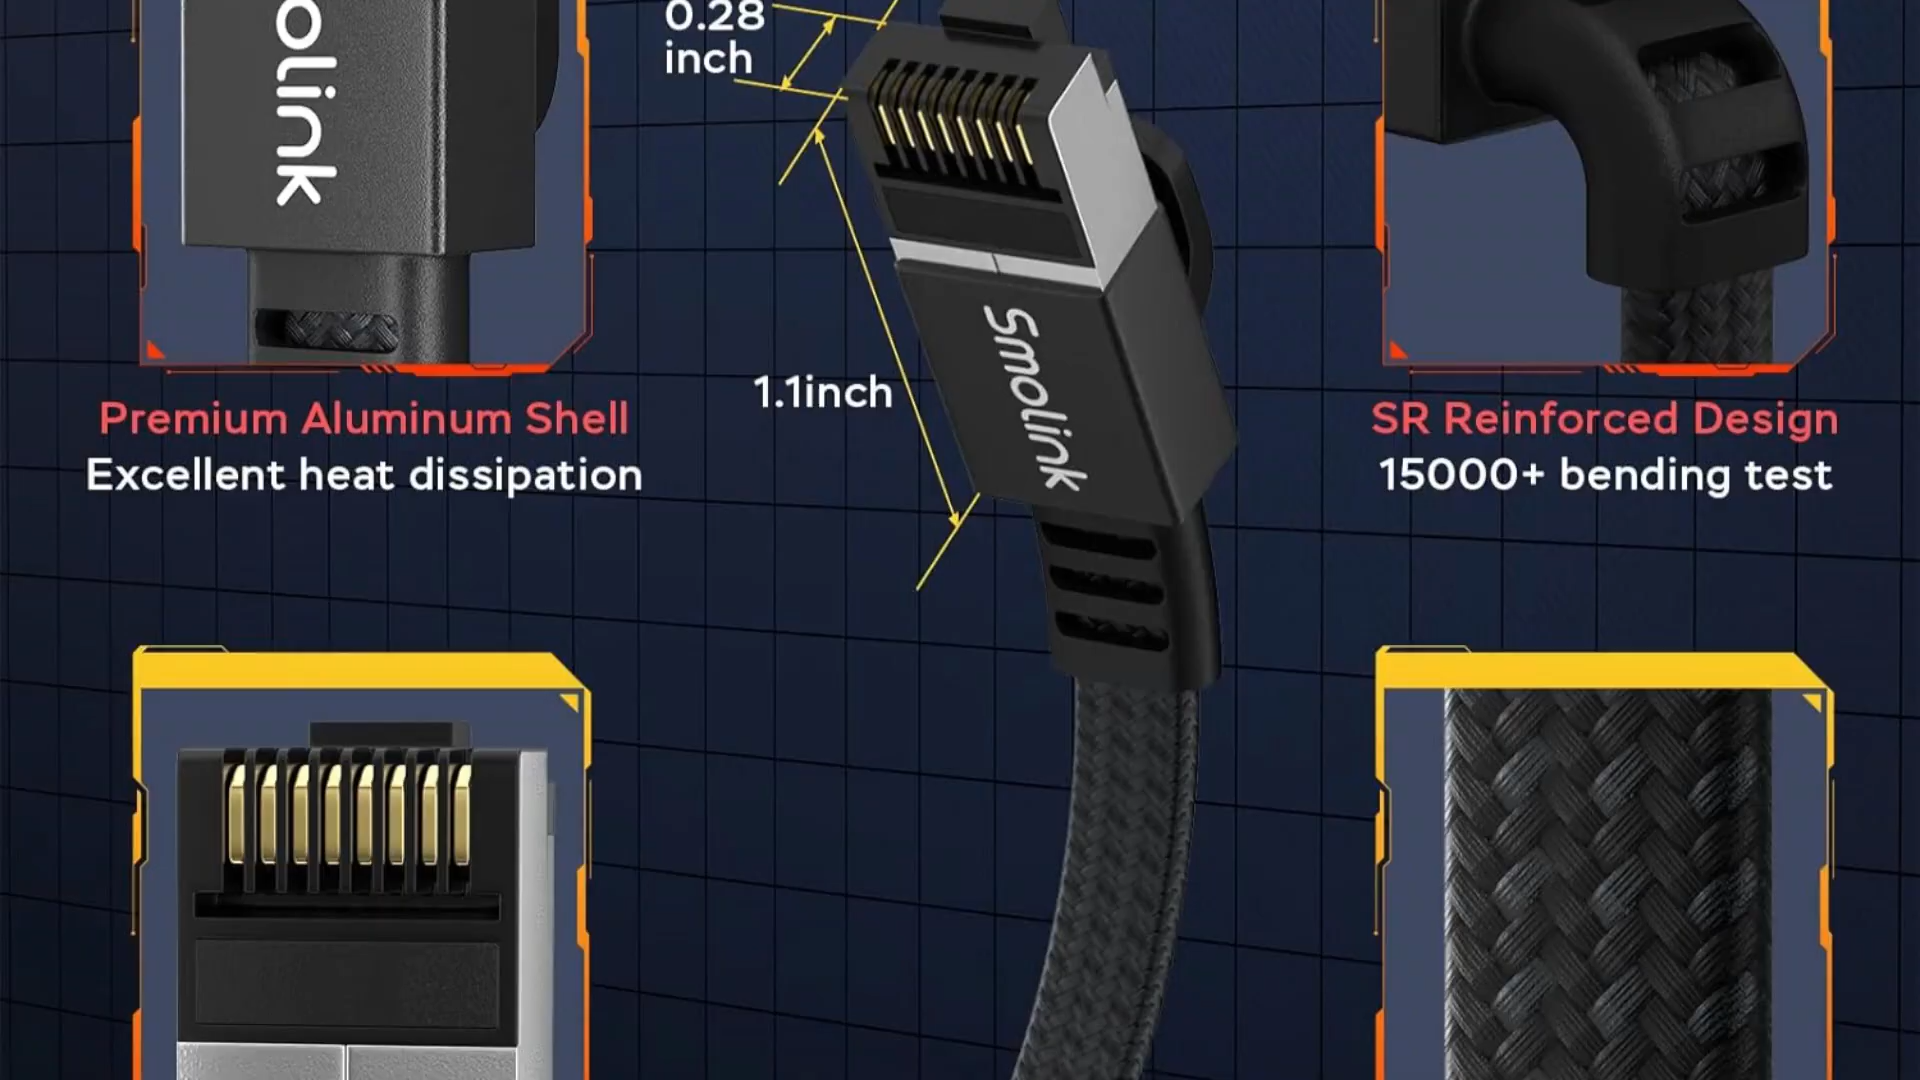 olink
0.28
inch
1.1inch
Smolink
Premium Aluminum Shell
Excellent heat dissipation
SR Reinforced Design
15000+ bending test